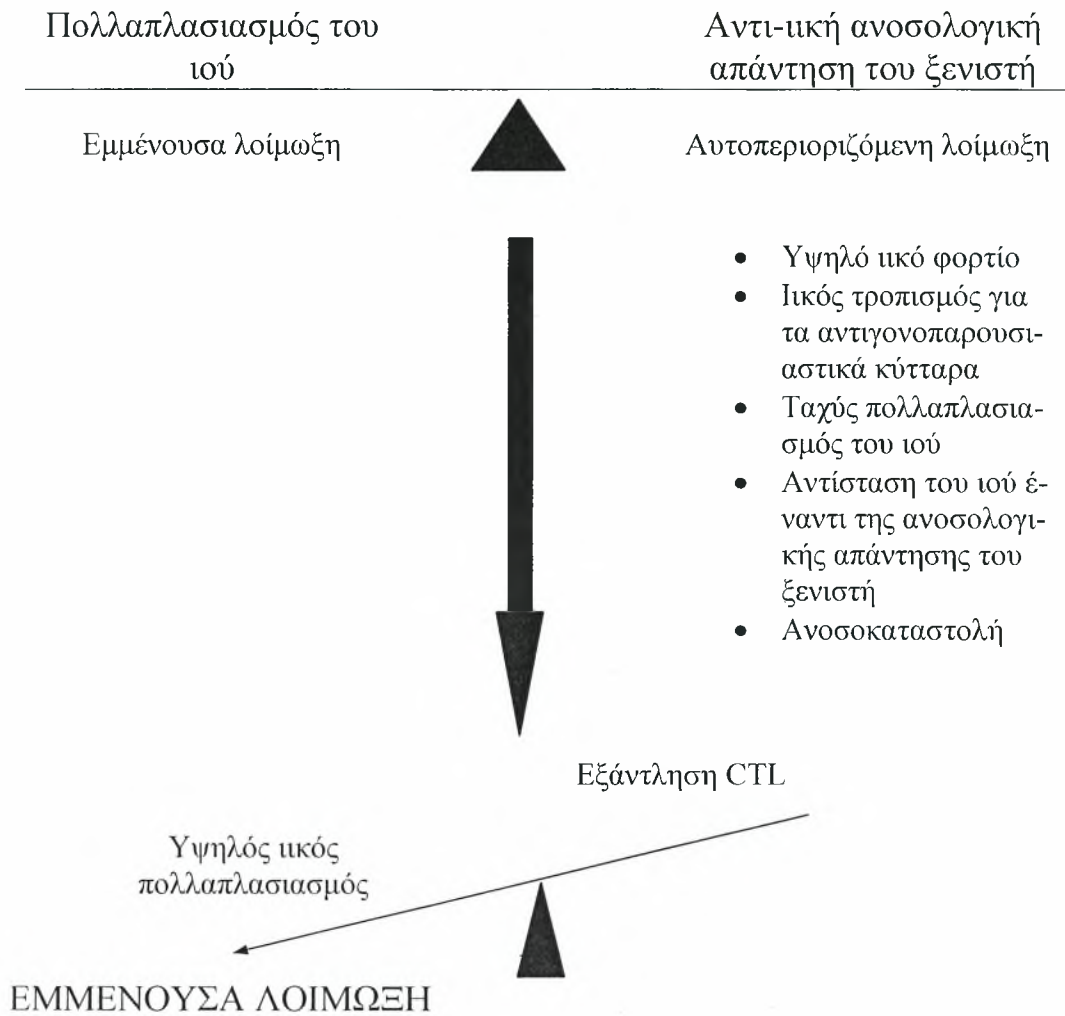 Πολλαπλασιασμός του
ιού
Αντι-ιική ανοσολογική
απάντηση του ξενιστή
Εμμένουσα λοίμωξη
Αυτοπεριοριζόμενη λοίμωξη
• Υψηλό ιικό φορτίο
• Ιικός τροπισμός για
τα αντιγονοπαρουσι-
αστικά κύτταρα
• Ταχύς πολλαπλασια-
σμός του ιού
• Αντίσταση του ιού έ-
ναντι της ανοσολογι-
κής απάντησης του
ξενιστή
• Ανοσοκαταστολή
Εξάντληση CTL
Υψηλός ιικός
πολλαπλασιασμός
ΕΜΜΕΝΟΥΣΑ ΛΟΙΜΩΞΗ